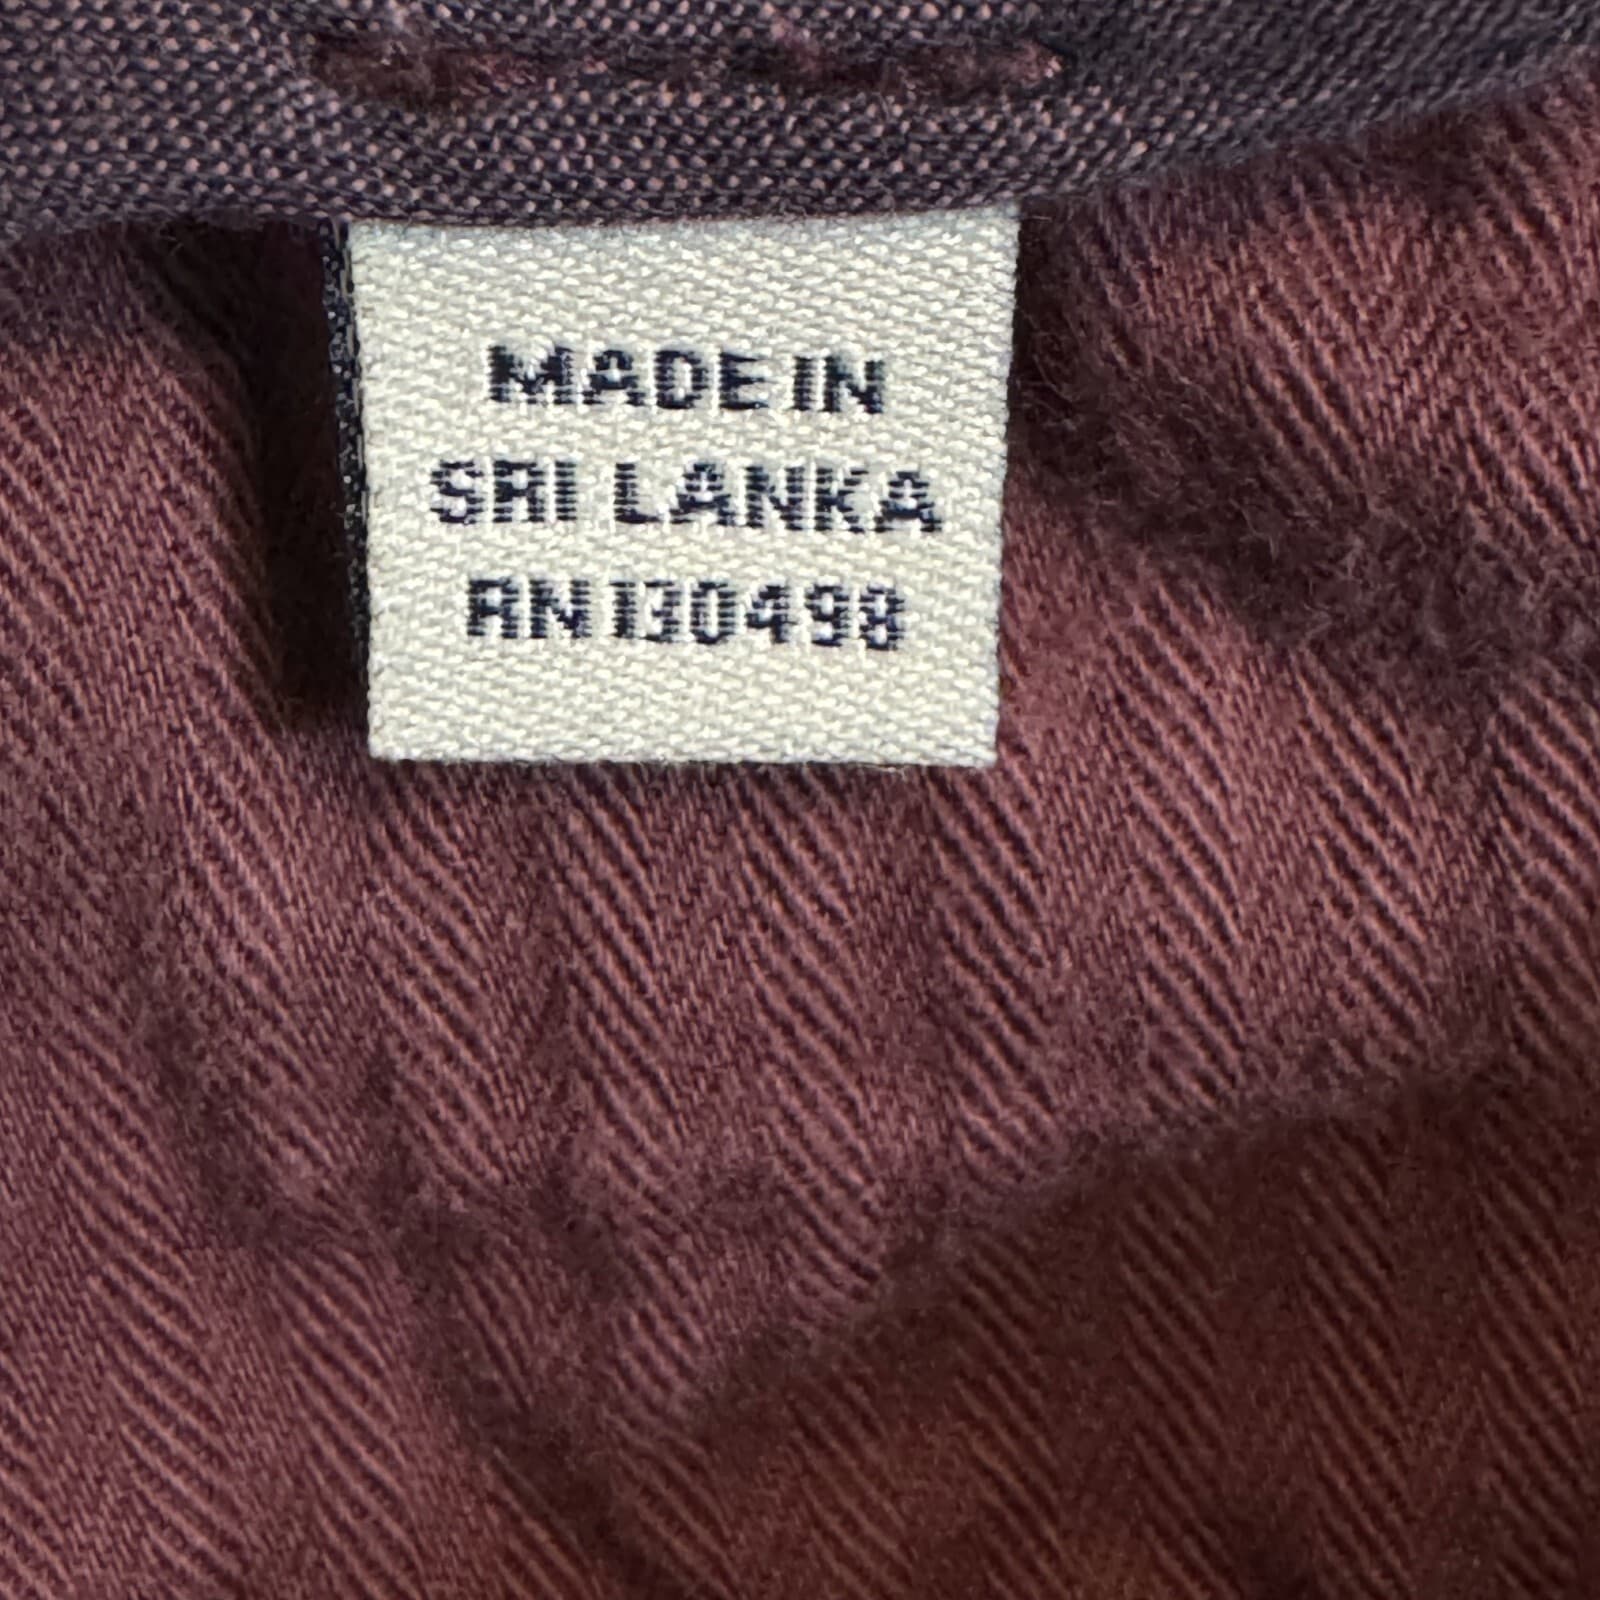 MADE IN
SRI LANKA
RN 130498